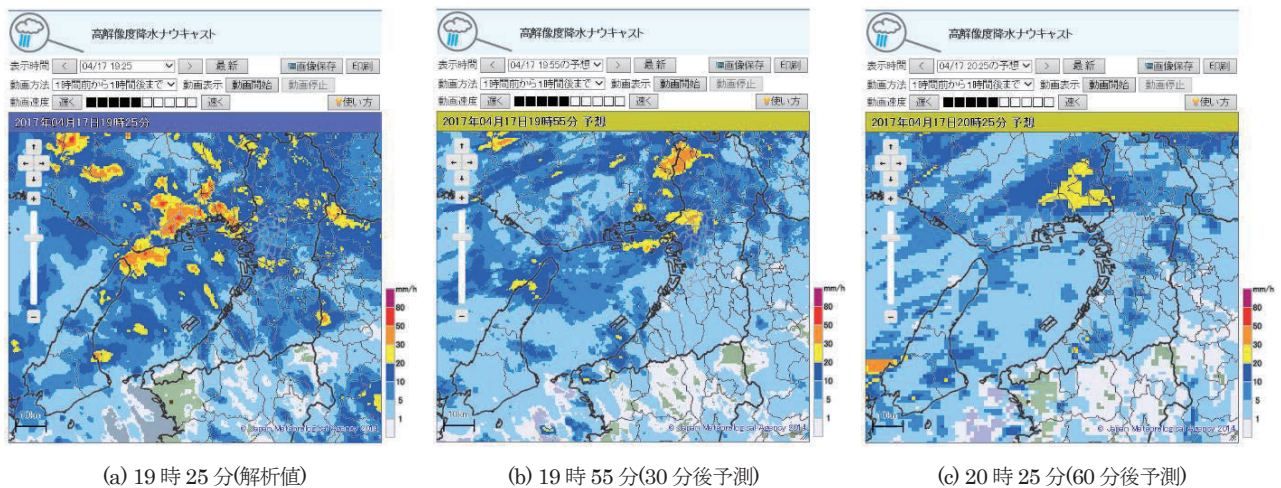 高解像度降水ナウキャスト
表示時間 < 04/17 19:25 > 最新 画像保存 印刷
動画方法 1時間前から1時間後まで 動画表示 動画開始 動画停止
動画速度 遅く 速く 使い方
2017年04月17日19時25分
mm/h
80
50
30
20
10
5
1
10km
© Japan Meteorological Agency 2014
(a) 19時25分(解析値)
高解像度降水ナウキャスト
表示時間 < 04/17 19:55の予想 > 最新 画像保存 印刷
動画方法 1時間前から1時間後まで 動画表示 動画開始 動画停止
動画速度 遅く 速く 使い方
2017年04月17日19時55分 予想
mm/h
80
50
30
20
10
5
1
10km
© Japan Meteorological Agency 2014
(b) 19時55分(30分後予測)
高解像度降水ナウキャスト
表示時間 < 04/17 20:25の予想 > 最新 画像保存 印刷
動画方法 1時間前から1時間後まで 動画表示 動画開始 動画停止
動画速度 遅く 速く 使い方
2017年04月17日20時25分 予想
mm/h
80
50
30
20
10
5
1
10km
© Japan Meteorological Agency 2014
(c) 20時25分(60分後予測)